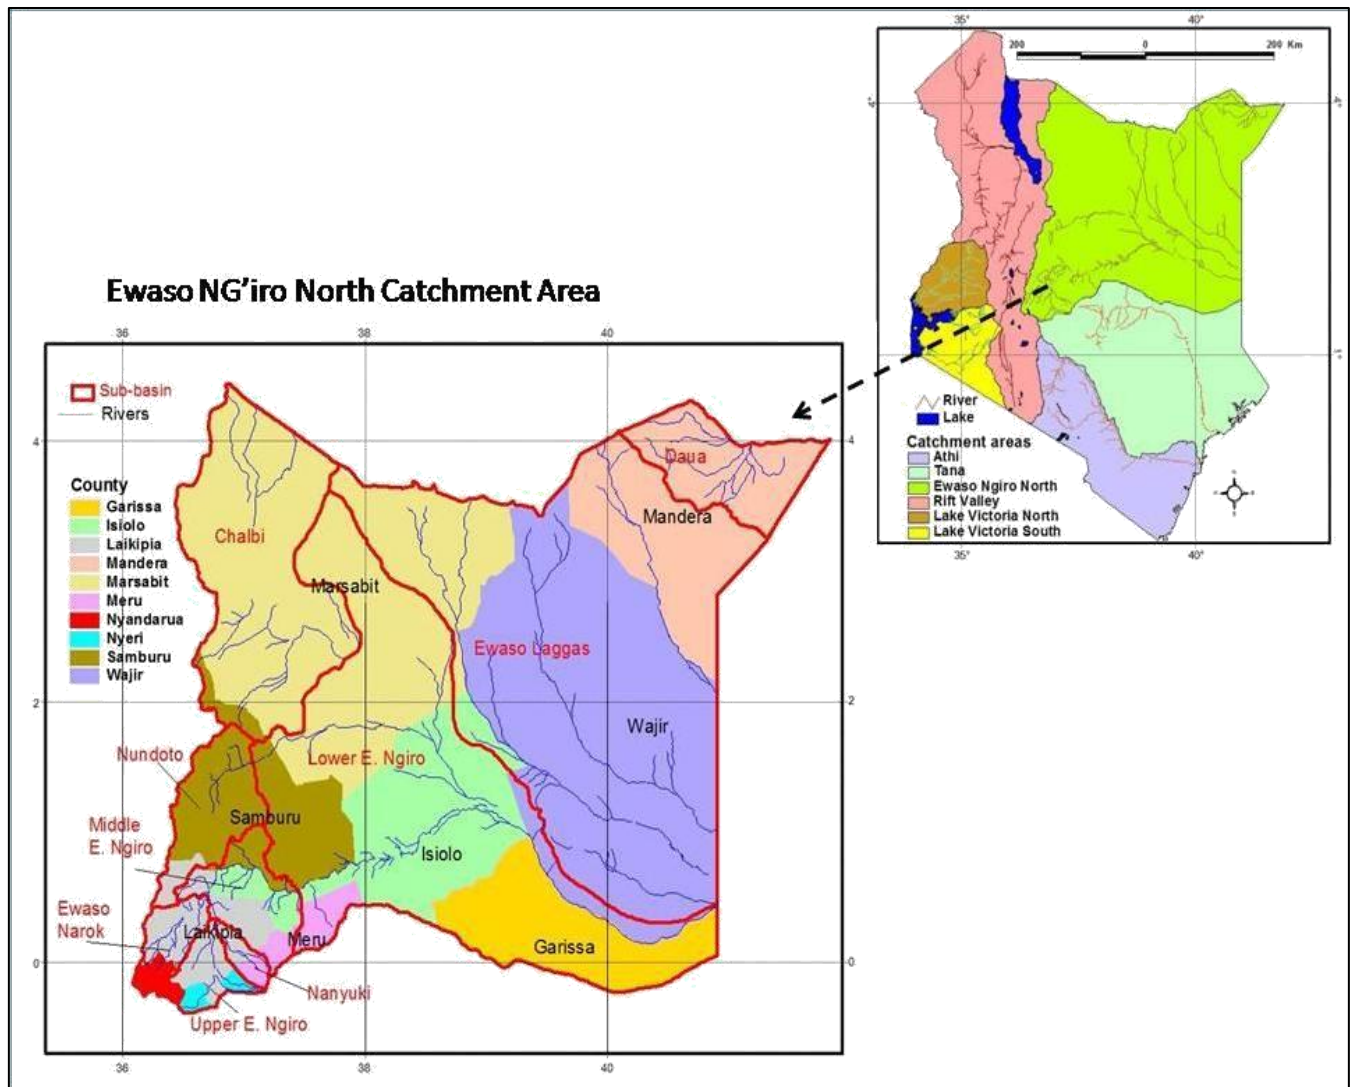 35°
40°
200
0
200 Km
4°
4°
1°
River
Lake
Catchment areas
Athi
Tana
Ewaso Ngiro North
Rift Valley
Lake Victoria North
Lake Victoria South
35°
40°
Ewaso NG'iro North Catchment Area
36
38
40
Sub-basin
Rivers
4
4
County
Garissa
Isiolo
Laikipia
Mandera
Marsabit
Meru
Nyandarua
Nyeri
Samburu
Wajir
Daua
Mandera
Chalbi
Marsabit
Ewaso Laggas
2
2
Wajir
Nundoto
Lower E. Ngiro
Samburu
Middle
E. Ngiro
Isiolo
Ewaso
Narok
Laikipia
Meru
Garissa
0
0
Nanyuki
Upper E. Ngiro
36
38
40